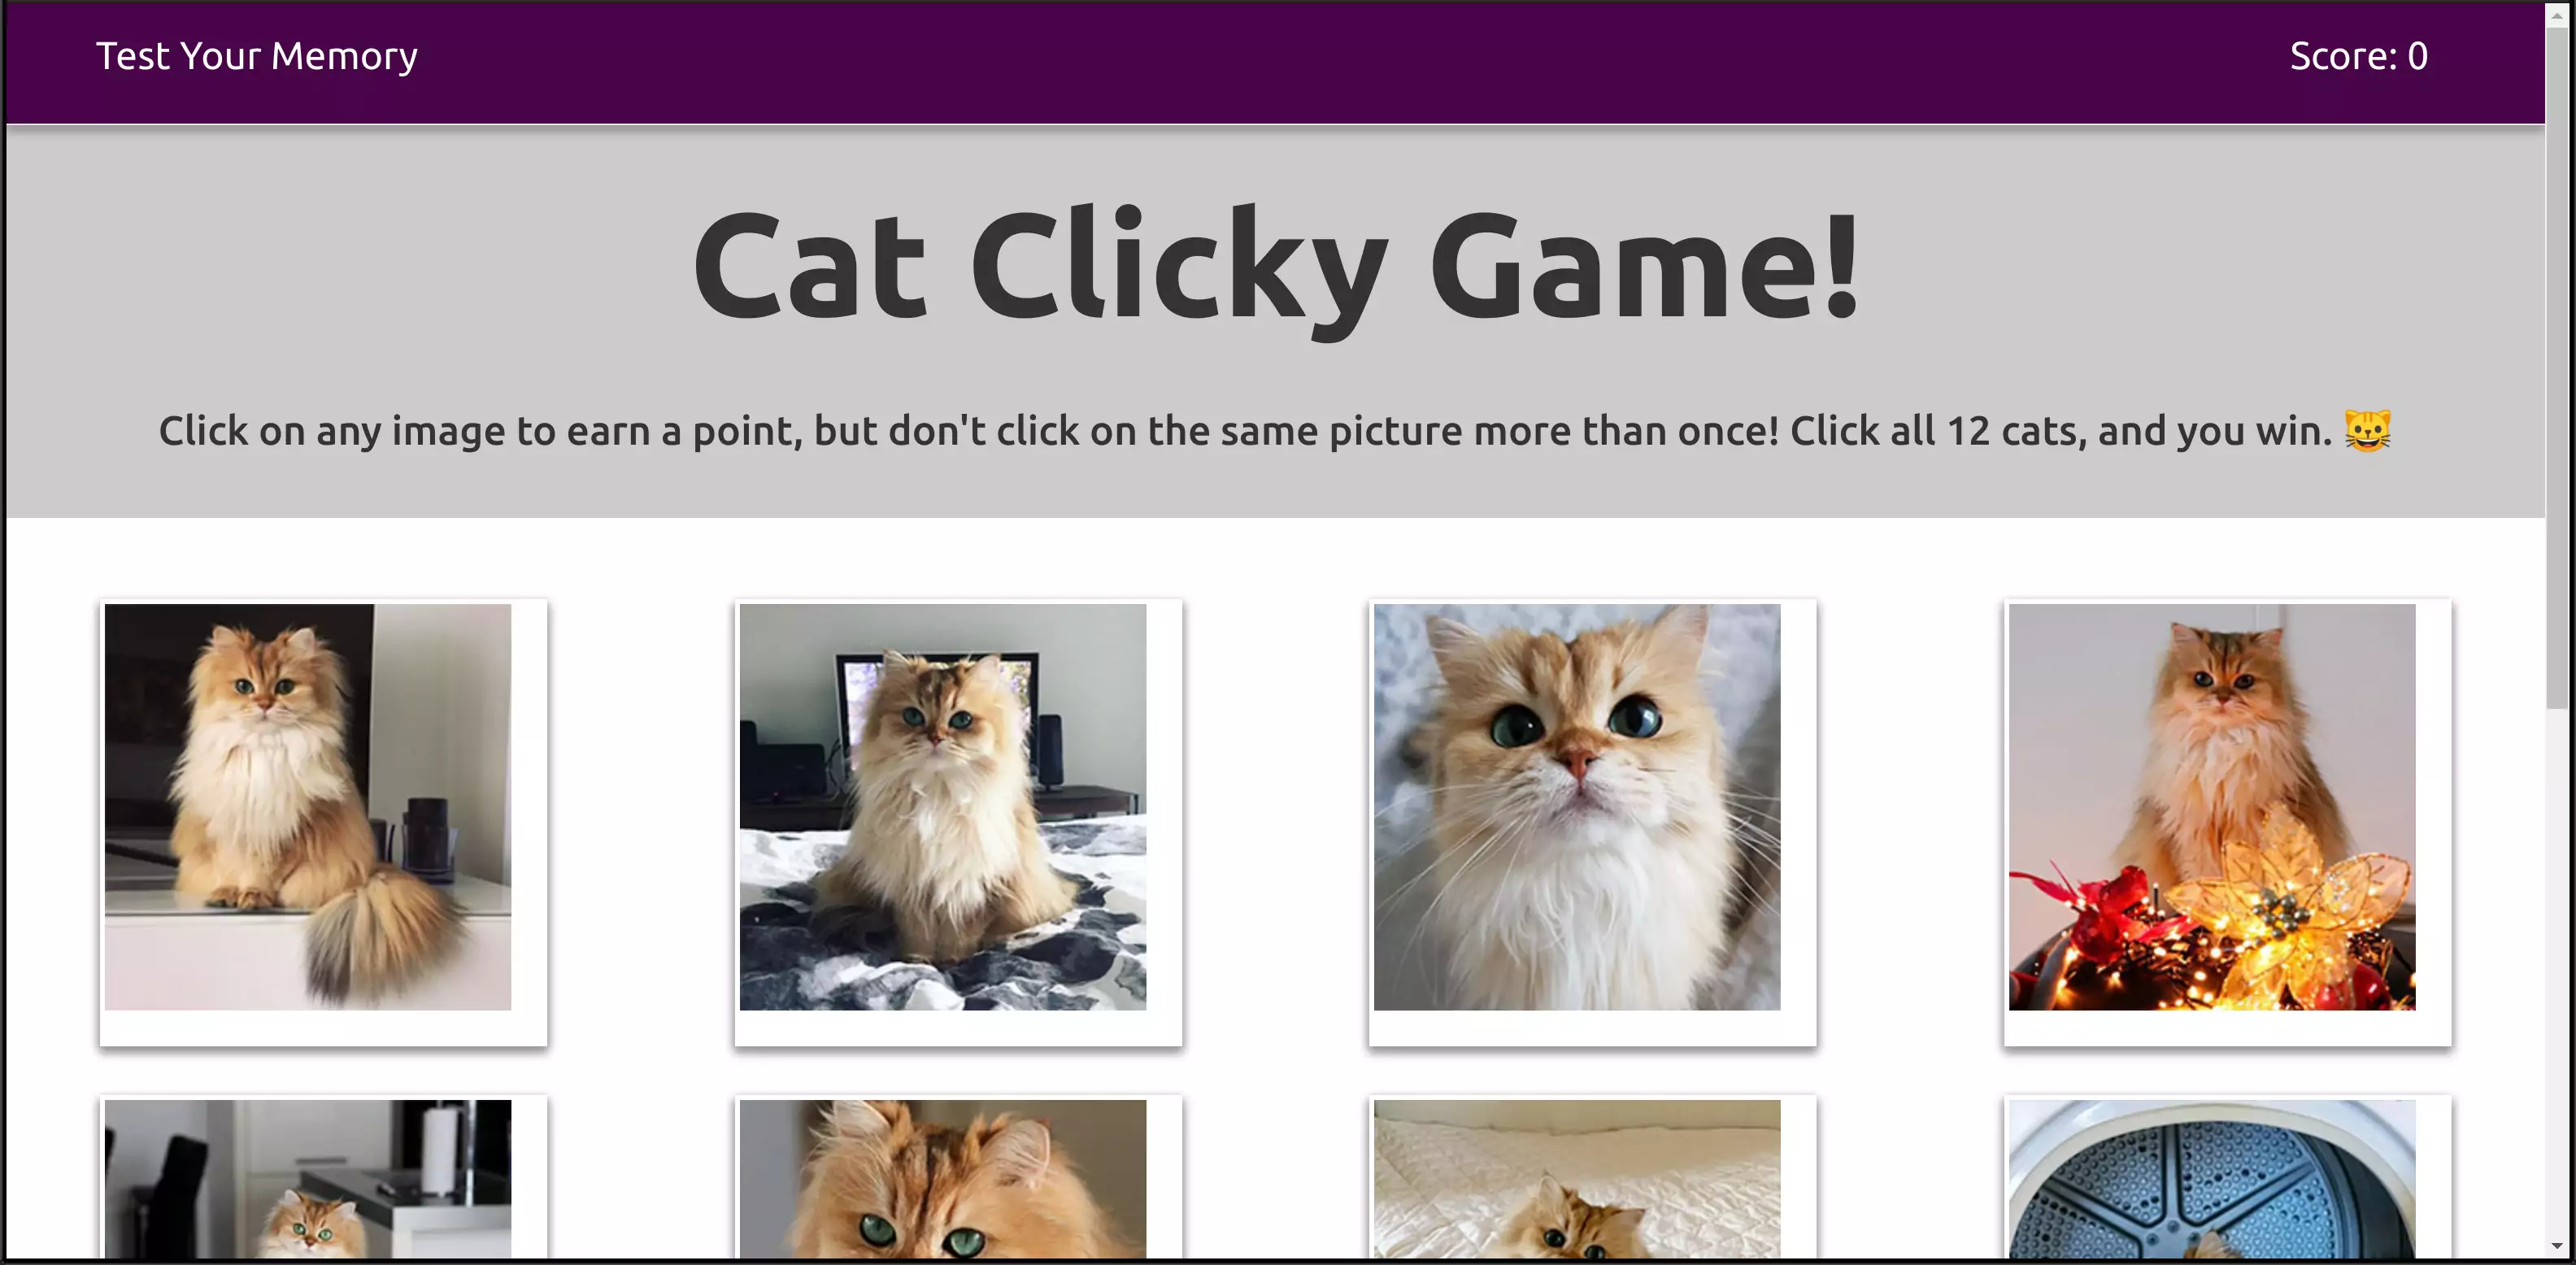 Test Your Memory
Score: 0
Cat Clicky Game!
Click on any image to earn a point, but don't click on the same picture more than once! Click all 12 cats, and you win. 😺